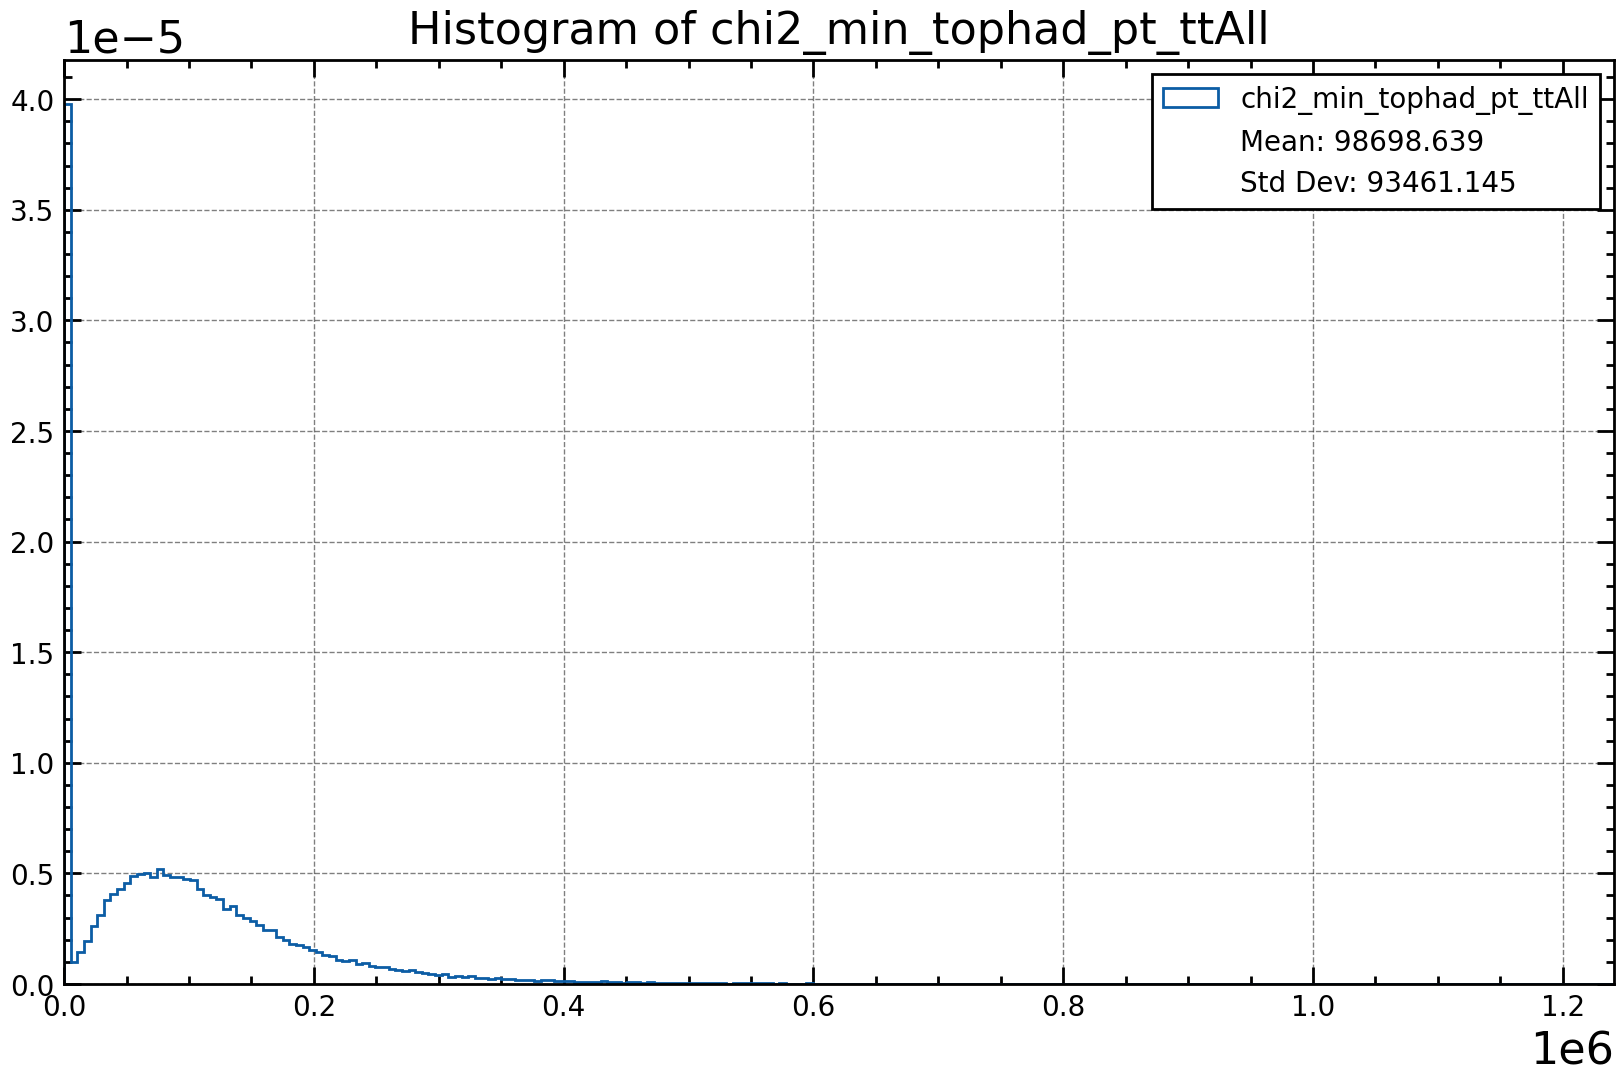 Histogram of chi2_min_tophad_pt_ttAll
1e−5
chi2_min_tophad_pt_ttAll
Mean: 98698.639
Std Dev: 93461.145
4.0
3.5
3.0
2.5
2.0
1.5
1.0
0.5
0.0
0.0 0.2 0.4 0.6 0.8 1.0 1.2
1e6